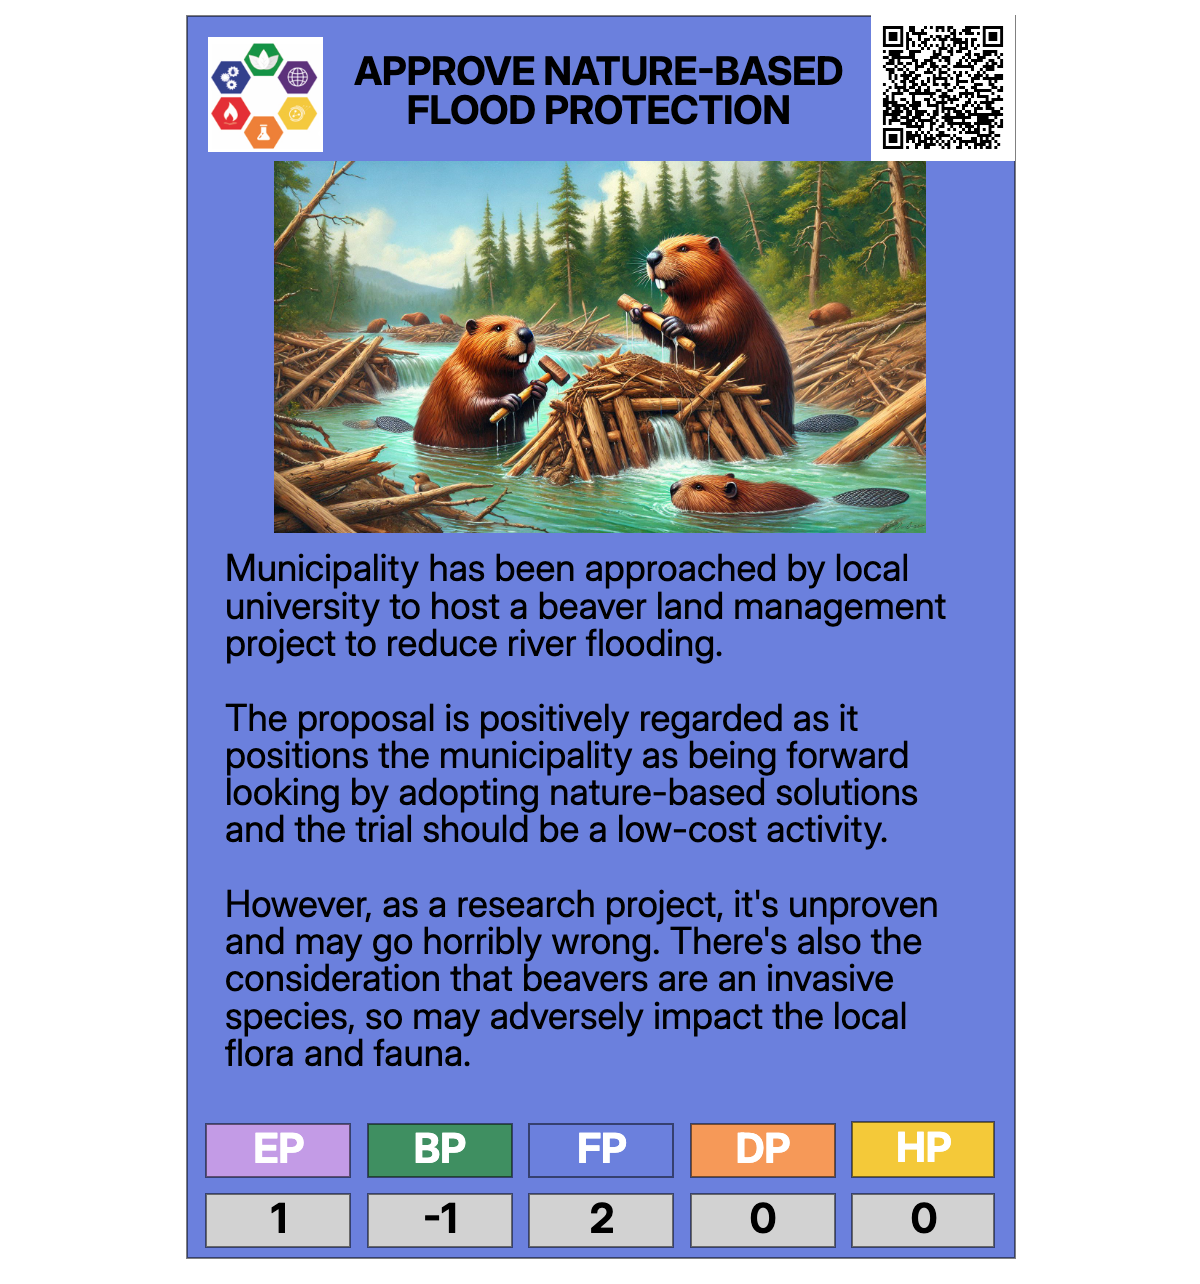 APPROVE NATURE-BASED
FLOOD PROTECTION
Municipality has been approached by local
university to host a beaver land management
project to reduce river flooding.
The proposal is positively regarded as it
positions the municipality as being forward
looking by adopting nature-based solutions
and the trial should be a low-cost activity.
However, as a research project, it's unproven
and may go horribly wrong. There's also the
consideration that beavers are an invasive
species, so may adversely impact the local
flora and fauna.
EP BP FP DP HP
1 -1 2 0 0